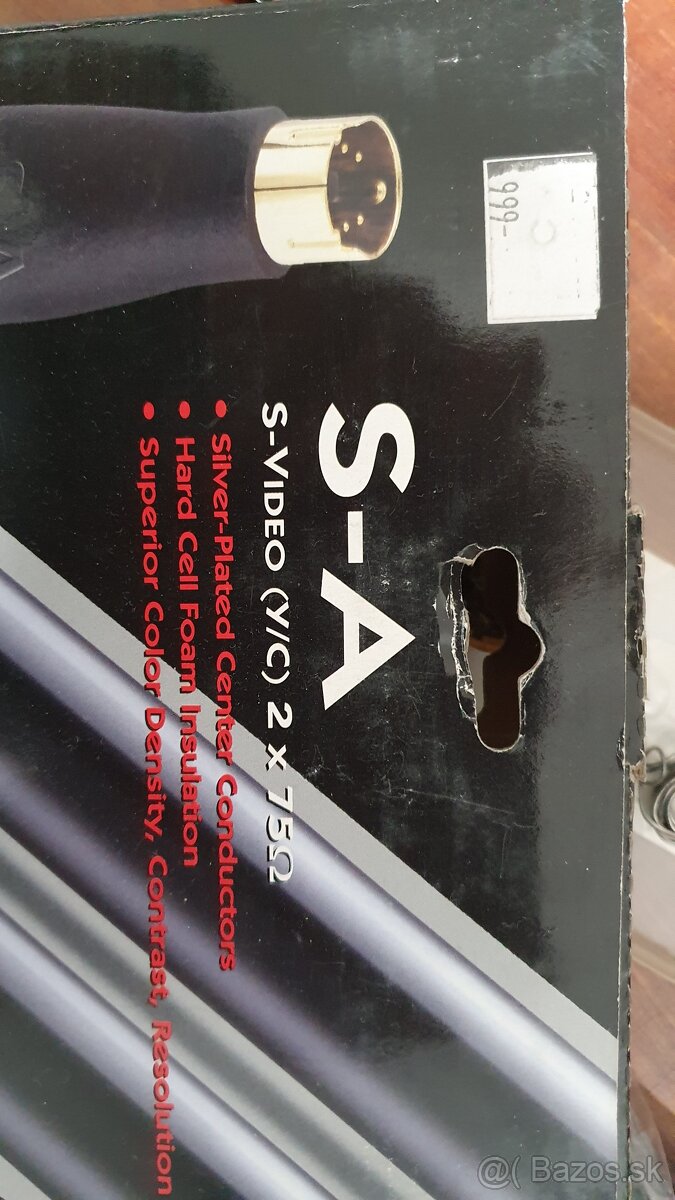 999-
S-A
S-VIDEO (Y/C) 2 x 75Ω
• Silver-Plated Center Conductors
• Hard Cell Foam Insulation
• Superior Color Density, Contrast, Resolution
@( Bazos.sk